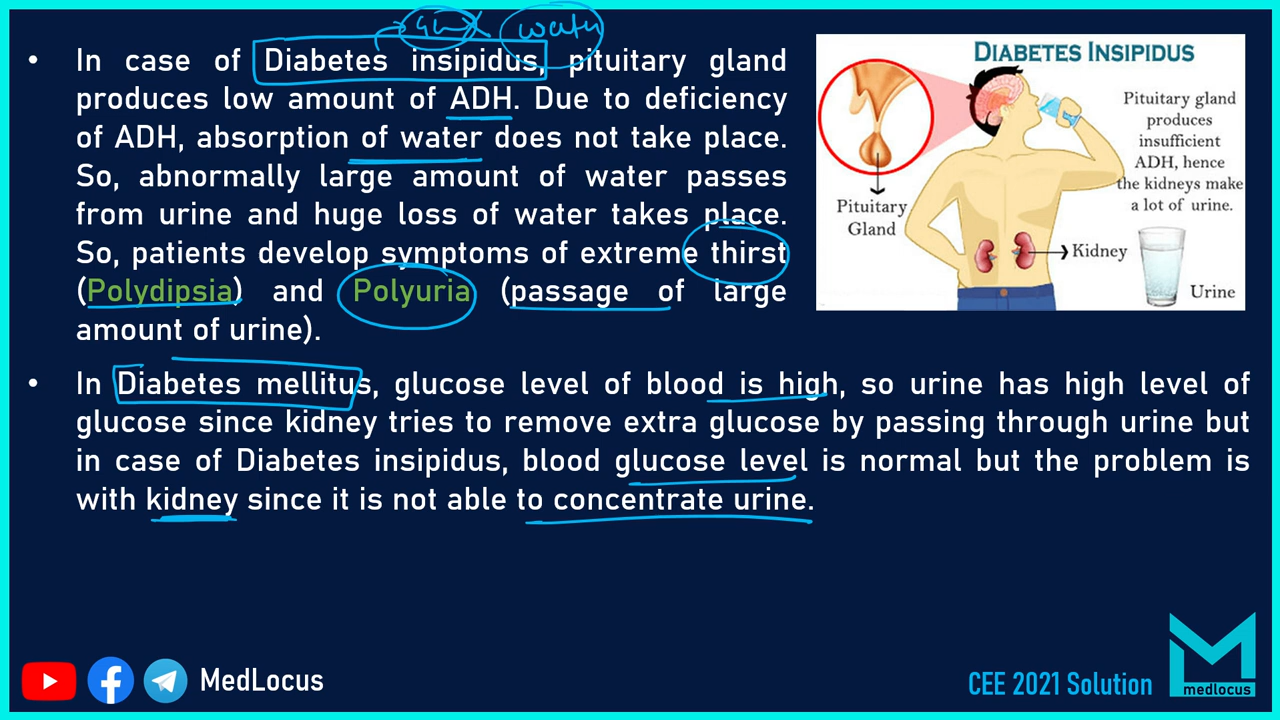 water
• In case of Diabetes insipidus, pituitary gland
produces low amount of ADH. Due to deficiency
of ADH, absorption of water does not take place.
So, abnormally large amount of water passes
from urine and huge loss of water takes place.
So, patients develop symptoms of extreme thirst
(Polydipsia) and Polyuria (passage of large
amount of urine).
DIABETES INSIPIDUS
Pituitary gland
produces
insufficient
ADH, hence
the kidneys make
a lot of urine.
Pituitary
Gland
Kidney
Urine
• In Diabetes mellitus, glucose level of blood is high, so urine has high level of
glucose since kidney tries to remove extra glucose by passing through urine but
in case of Diabetes insipidus, blood glucose level is normal but the problem is
with kidney since it is not able to concentrate urine.
MedLocus
CEE 2021 Solution
medlocus